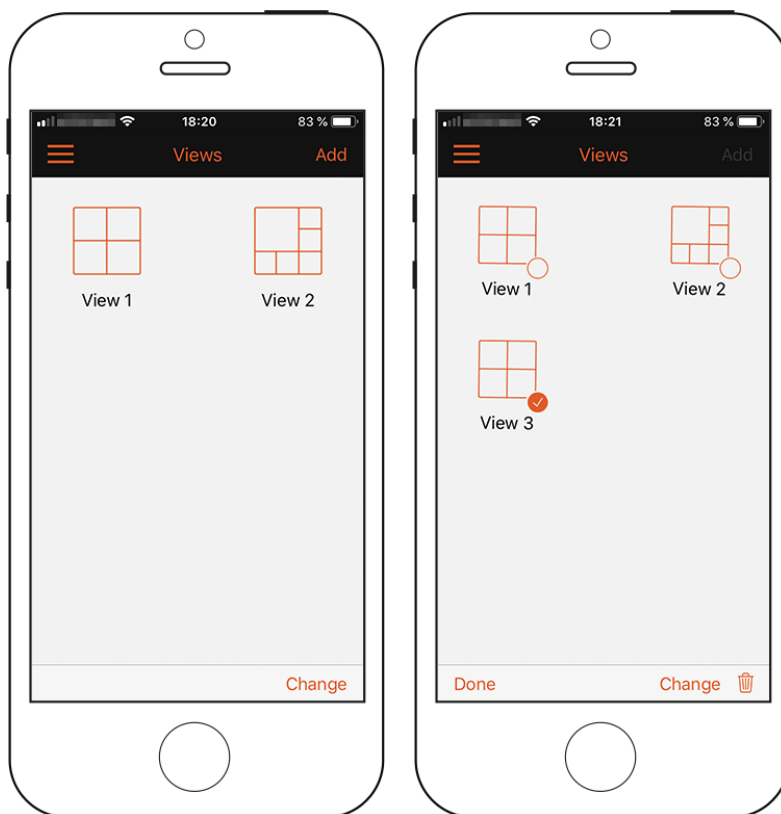 18:20 83 %
Views Add
View 1 View 2
Change
18:21 83 %
Views Add
View 1 View 2
View 3
Done Change